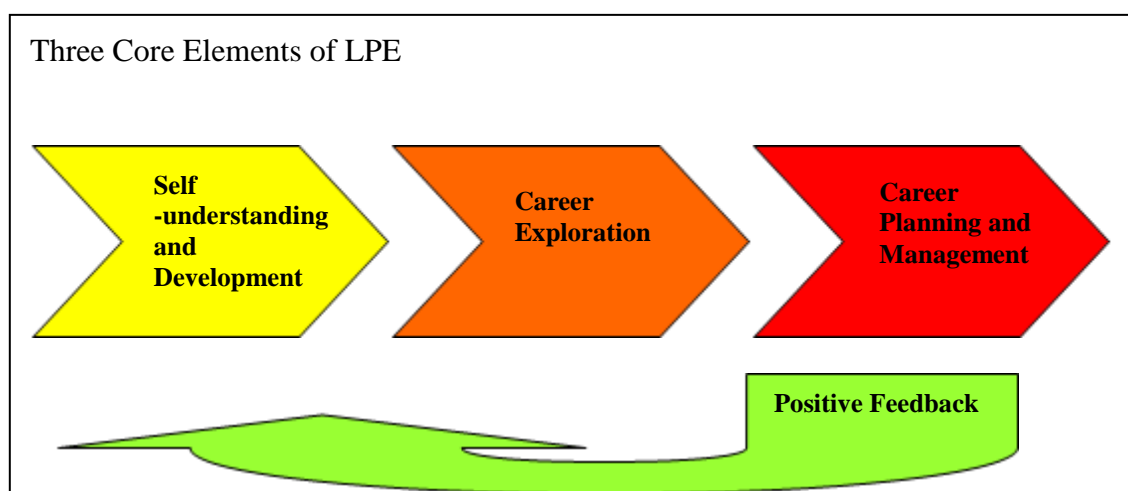 Three Core Elements of LPE
Self
-understanding
and
Development
Career
Exploration
Career
Planning and
Management
Positive Feedback